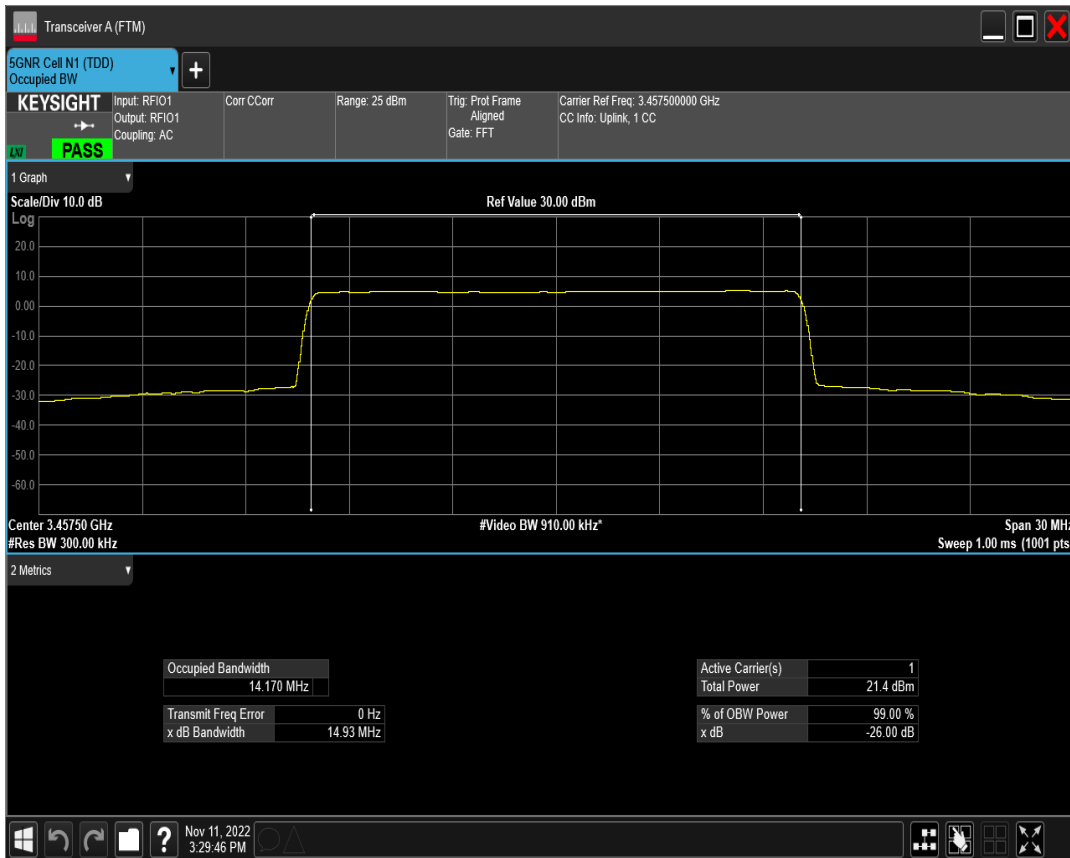 Transceiver A (FTM)
5GNR Cell N1 (TDD)
Occupied BW
+
KEYSIGHT
Input: RFIO1
Output: RFIO1
Coupling: AC
Corr CCorr
Range: 25 dBm
Trig: Prot Frame
Aligned
Gate: FFT
Carrier Ref Freq: 3.457500000 GHz
CC Info: Uplink, 1 CC
LXI
PASS
1 Graph
Scale/Div 10.0 dB
Ref Value 30.00 dBm
Log
20.0
10.0
0.00
-10.0
-20.0
-30.0
-40.0
-50.0
-60.0
Center 3.45750 GHz
#Video BW 910.00 kHz*
Span 30 MHz
#Res BW 300.00 kHz
Sweep 1.00 ms (1001 pts
2 Metrics
Occupied Bandwidth
14.170 MHz
Transmit Freq Error 0 Hz
x dB Bandwidth 14.93 MHz
Active Carrier(s) 1
Total Power 21.4 dBm
% of OBW Power 99.00 %
x dB -26.00 dB
?
Nov 11, 2022
3:29:46 PM